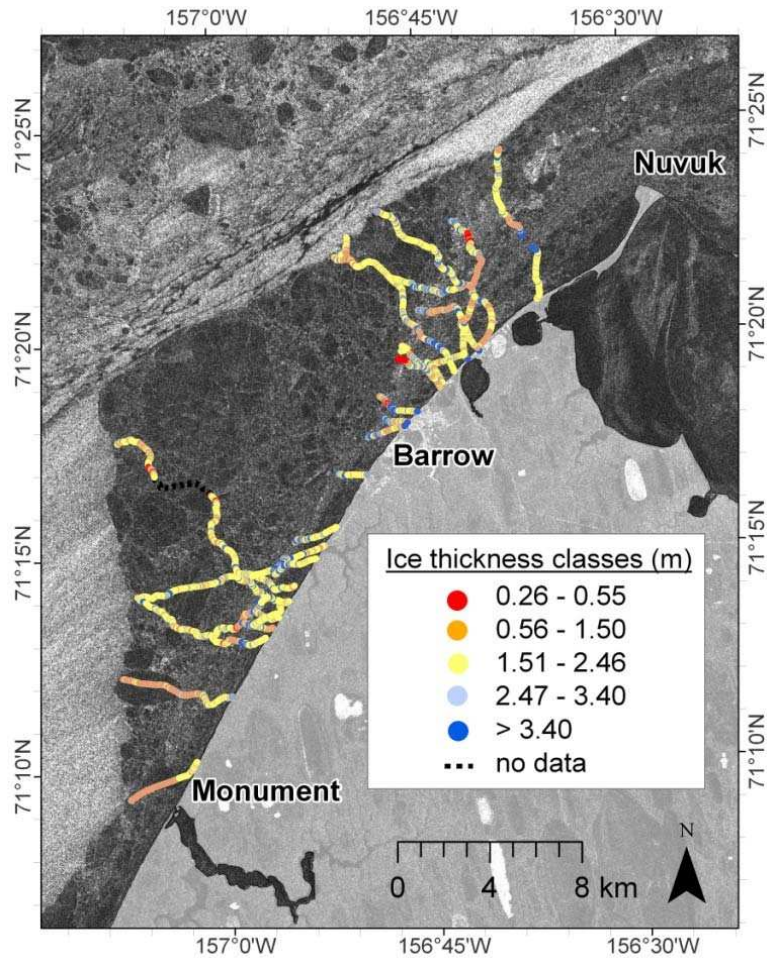 157°0'W 156°45'W 156°30'W
71°25'N 71°25'N
Nuvuk
71°20'N 71°20'N
Barrow
71°15'N 71°15'N
Ice thickness classes (m)
0.26 - 0.55
0.56 - 1.50
1.51 - 2.46
2.47 - 3.40
> 3.40
no data
71°10'N 71°10'N
Monument
N
0 4 8 km
157°0'W 156°45'W 156°30'W